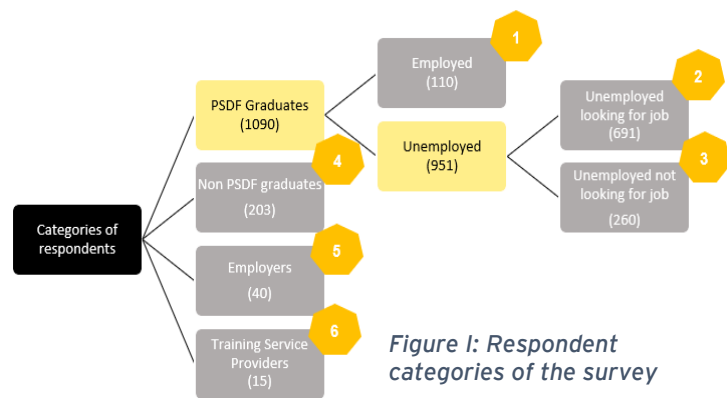 1
Employed
(110)
2
PSDF Graduates
(1090)
Unemployed
looking for job
(691)
Unemployed
(951)
3
4
Unemployed not
looking for job
(260)
Non PSDF graduates
(203)
Categories of
respondents
5
Employers
(40)
6
Training Service
Providers
(15)
Figure I: Respondent
categories of the survey